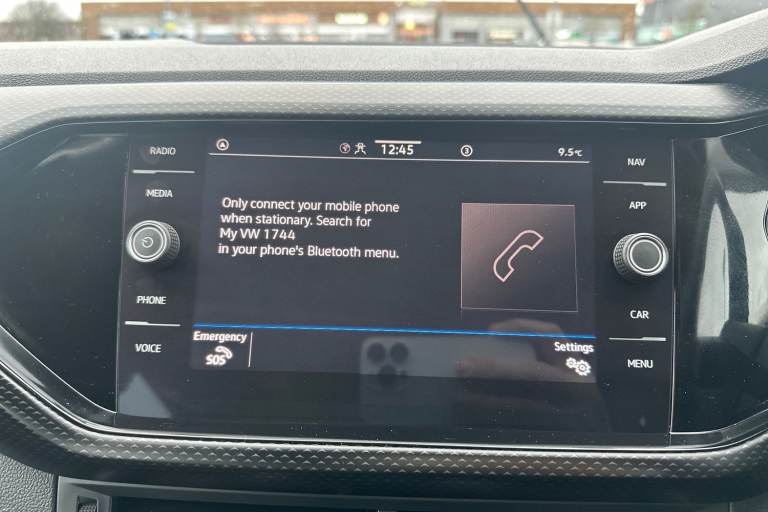 RADIO
MEDIA
PHONE
VOICE
12:45
3
9.5°C
Only connect your mobile phone
when stationary. Search for
My VW 1744
in your phone's Bluetooth menu.
Emergency
SOS
Settings
NAV
APP
CAR
MENU